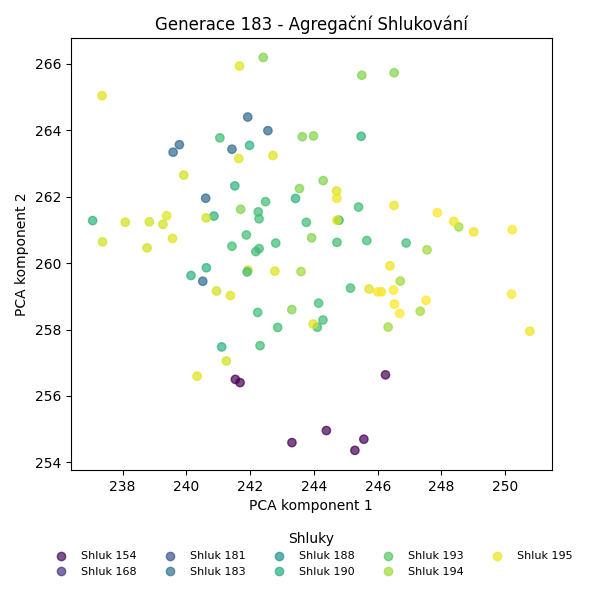 Generace 183 - Agregační Shlukování
266
264
262
260
258
256
254
PCA komponent 2
238 240 242 244 246 248 250
PCA komponent 1
Shluky
Shluk 154 Shluk 181 Shluk 188 Shluk 193 Shluk 195
Shluk 168 Shluk 183 Shluk 190 Shluk 194